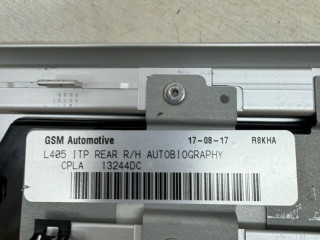 GSM Automotive 17-08-17 R8KHA
L405 ITP REAR R/H AUTOBIOGRAPHY
CPLA 13244DC